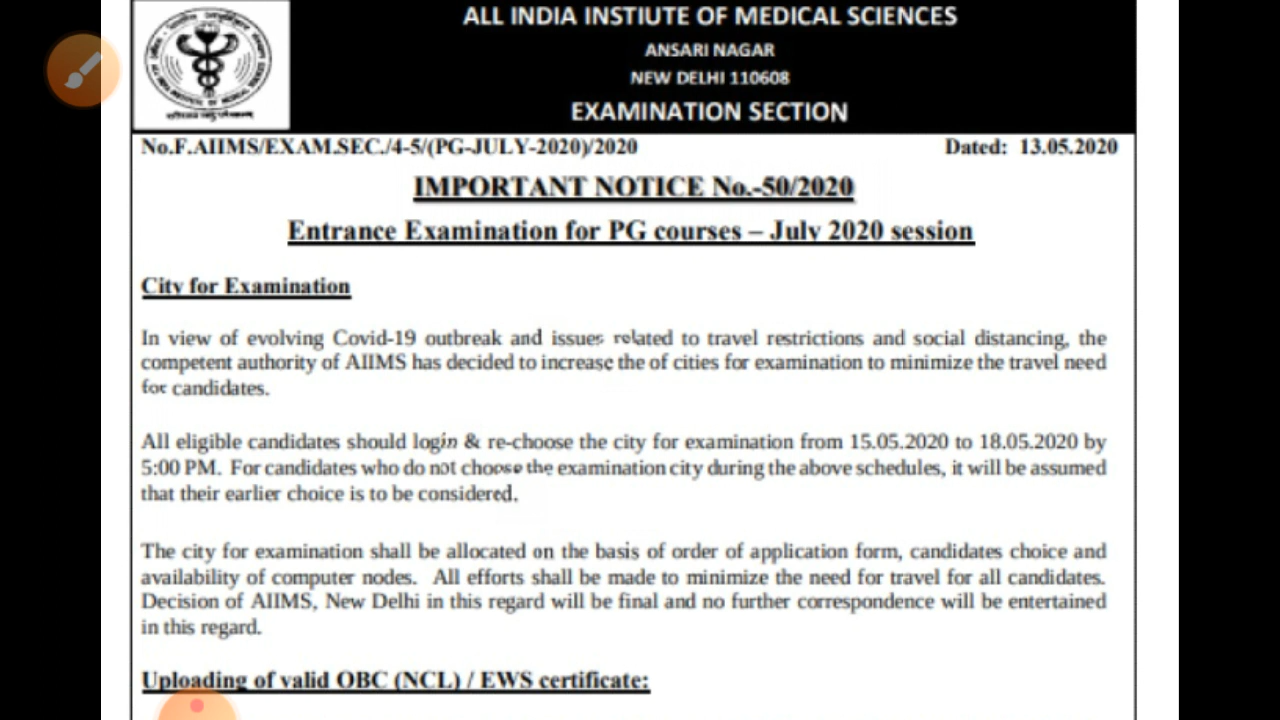 ALL INDIA INSTIUTE OF MEDICAL SCIENCES
ANSARI NAGAR
NEW DELHI 110608
EXAMINATION SECTION
No.F.AIIMS/EXAM.SEC./4-5/(PG-JULY-2020)/2020 Dated: 13.05.2020
IMPORTANT NOTICE No.-50/2020
Entrance Examination for PG courses – July 2020 session
City for Examination
In view of evolving Covid-19 outbreak and issues related to travel restrictions and social distancing, the
competent authority of AIIMS has decided to increase the of cities for examination to minimize the travel need
for candidates.
All eligible candidates should login & re-choose the city for examination from 15.05.2020 to 18.05.2020 by
5:00 PM. For candidates who do not choose the examination city during the above schedules, it will be assumed
that their earlier choice is to be considered.
The city for examination shall be allocated on the basis of order of application form, candidates choice and
availability of computer nodes. All efforts shall be made to minimize the need for travel for all candidates.
Decision of AIIMS, New Delhi in this regard will be final and no further correspondence will be entertained
in this regard.
Uploading of valid OBC (NCL) / EWS certificate: